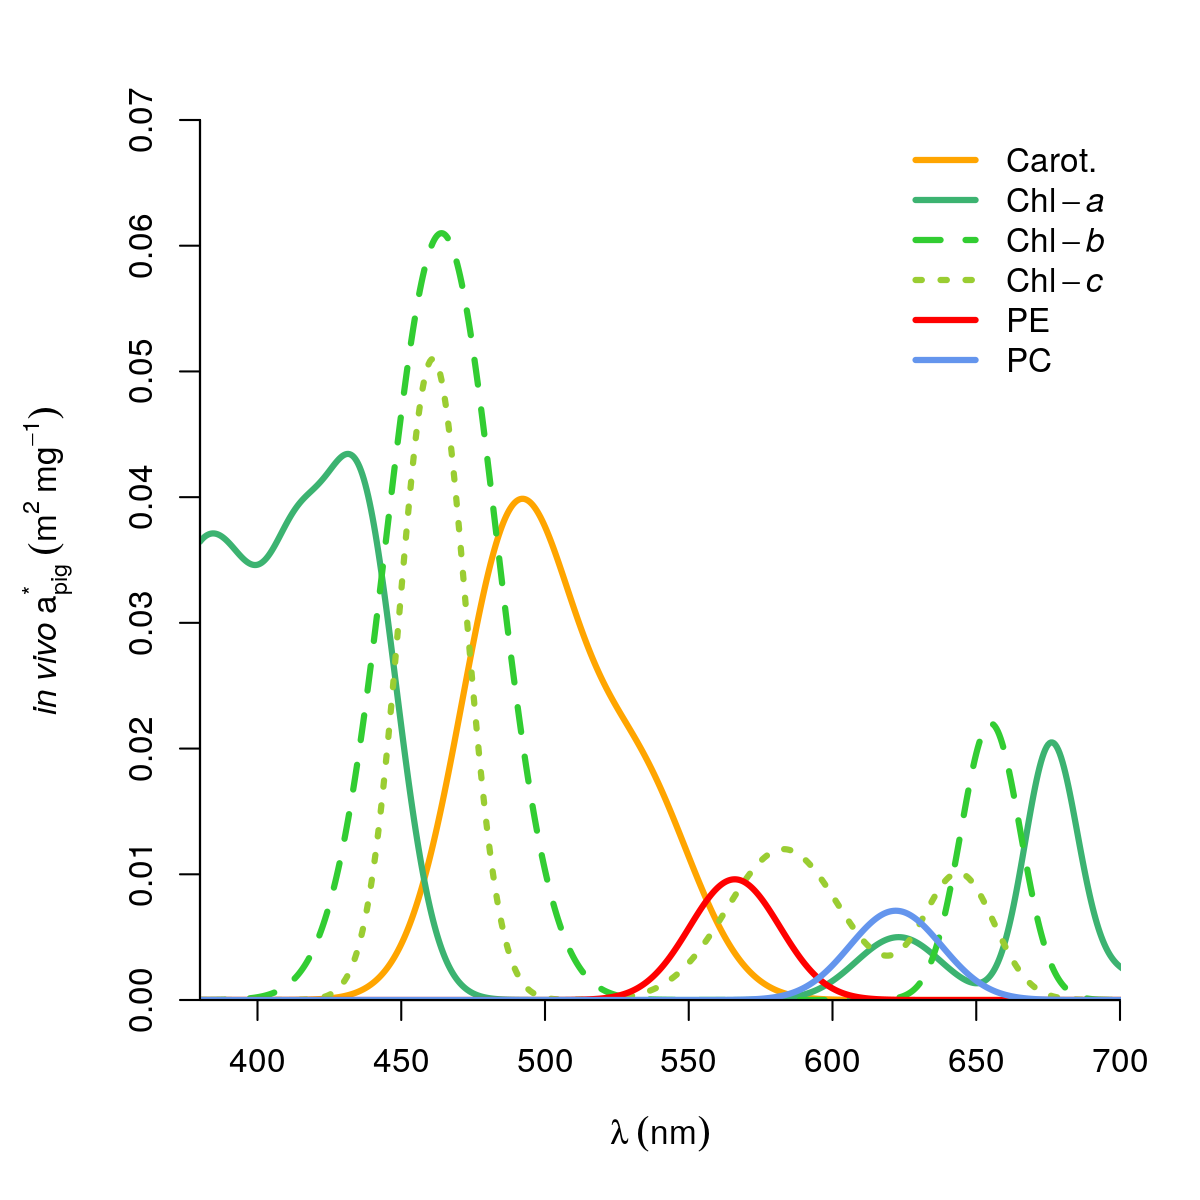 0.07
0.06
0.05
0.04
0.03
0.02
0.01
0.00
in vivo a*pig (m² mg⁻¹)
Carot.
Chl−a
Chl−b
Chl−c
PE
PC
400 450 500 550 600 650 700
λ (nm)